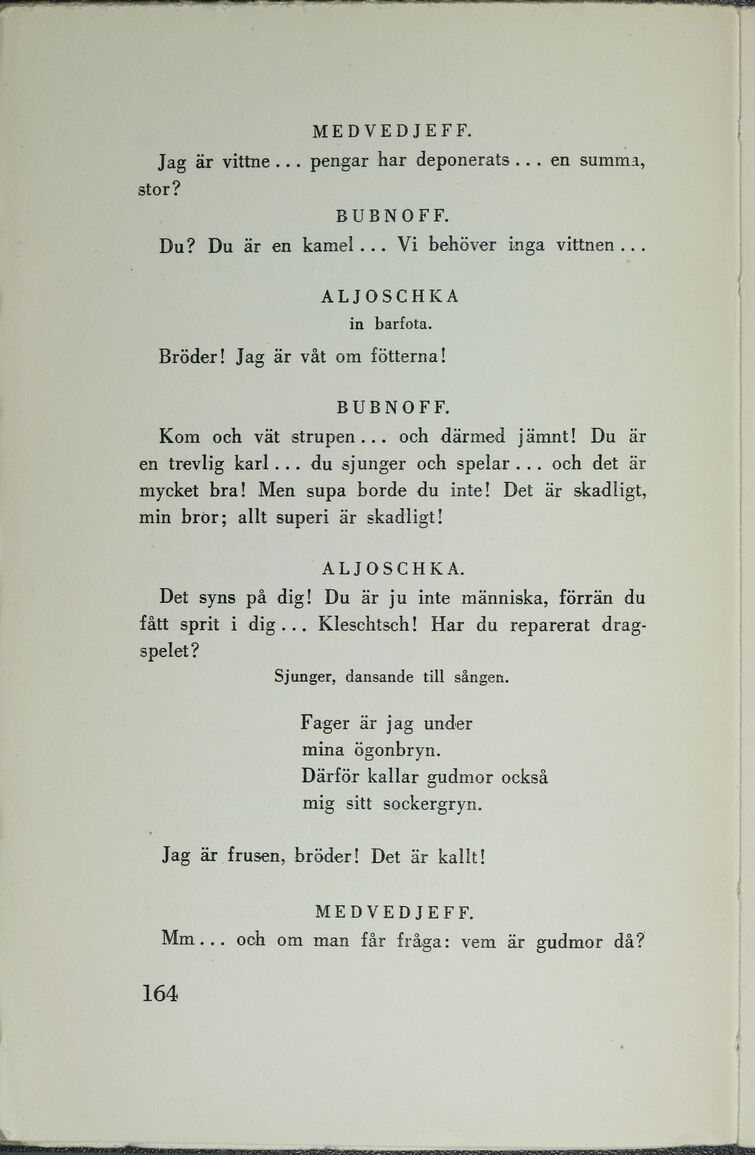 MEDVEDJEFF.
Jag är vittne ... pengar har deponerats ... en summa,
stor?
BUBNOFF.
Du? Du är en kamel ... Vi behöver inga vittnen ...
ALJOSCHKA
in barfota.
Bröder! Jag är våt om fötterna!
BUBNOFF.
Kom och vät strupen ... och därmed jämnt! Du är
en trevlig karl ... du sjunger och spelar ... och det är
mycket bra! Men supa borde du inte! Det är skadligt,
min bror; allt superi är skadligt!
ALJOSCHKA.
Det syns på dig! Du är ju inte människa, förrän du
fått sprit i dig ... Kleschtsch! Har du reparerat drag-
spelet?
Sjunger, dansande till sången.
Fager är jag under
mina ögonbryn.
Därför kallar gudmor också
mig sitt sockergryn.
Jag är frusen, bröder! Det är kallt!
MEDVEDJEFF.
Mm ... och om man får fråga: vem är gudmor då?
164